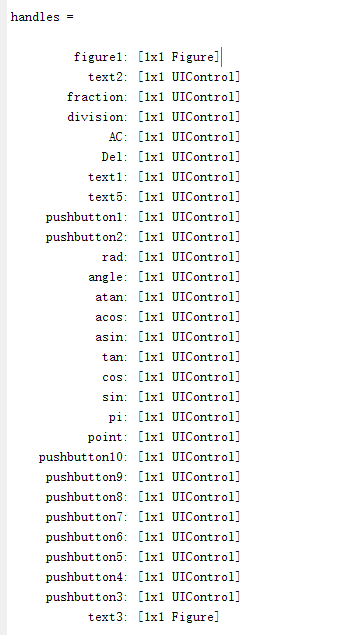 handles =
figure1: [1x1 Figure]
text2: [1x1 UIControl]
fraction: [1x1 UIControl]
division: [1x1 UIControl]
AC: [1x1 UIControl]
Del: [1x1 UIControl]
text1: [1x1 UIControl]
text5: [1x1 UIControl]
pushbutton1: [1x1 UIControl]
pushbutton2: [1x1 UIControl]
rad: [1x1 UIControl]
angle: [1x1 UIControl]
atan: [1x1 UIControl]
acos: [1x1 UIControl]
asin: [1x1 UIControl]
tan: [1x1 UIControl]
cos: [1x1 UIControl]
sin: [1x1 UIControl]
pi: [1x1 UIControl]
point: [1x1 UIControl]
pushbutton10: [1x1 UIControl]
pushbutton9: [1x1 UIControl]
pushbutton8: [1x1 UIControl]
pushbutton7: [1x1 UIControl]
pushbutton6: [1x1 UIControl]
pushbutton5: [1x1 UIControl]
pushbutton4: [1x1 UIControl]
pushbutton3: [1x1 UIControl]
text3: [1x1 Figure]